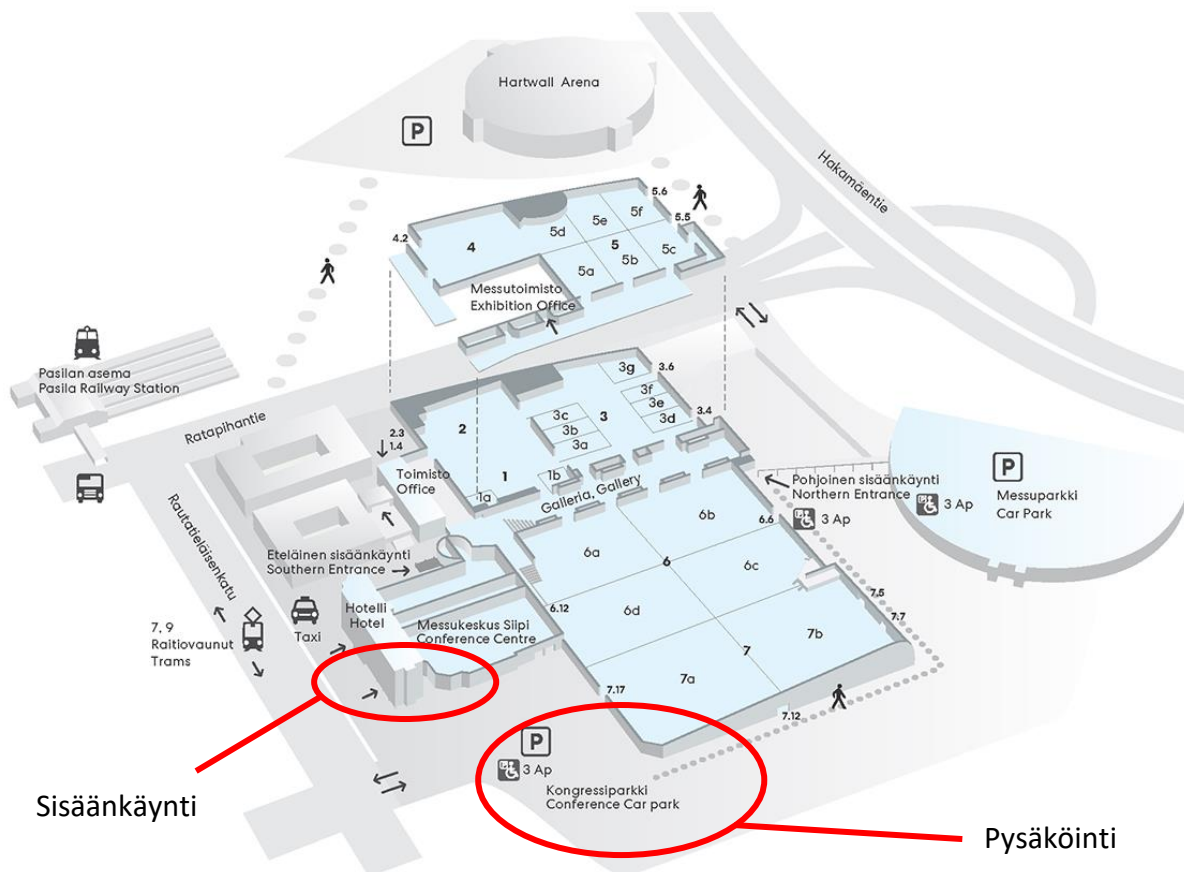 Hartwall Arena
P
Hakamäentie
5.6
5.5
5f
5e
5d
5
5c
5b
5a
4
4.2
Messutoimisto
Exhibition Office
Pasilan asema
Pasila Railway Station
Ratapihantie
3g
3.6
3f
3e
3d
3.4
3c
3
3b
3a
2
2.3
1.4
Toimisto
Office
1
1a
1b
Galleria, Gallery
P
Messuparkki
Car Park
3 Ap
Pohjoinen sisäänkäynti
Northern Entrance
3 Ap
6b
6.6
6a
6
6c
6d
6.12
Rautatieläisenkatu
Eteläinen sisäänkäynti
Southern Entrance
Hotelli
Hotel
Messukeskus Siipi
Conference Centre
Taxi
7, 9
Raitiovaunut
Trams
7.5
7.7
7b
7
7a
7.17
7.12
P
3 Ap
Kongressiparkki
Conference Car park
Sisäänkäynti
Pysäköinti